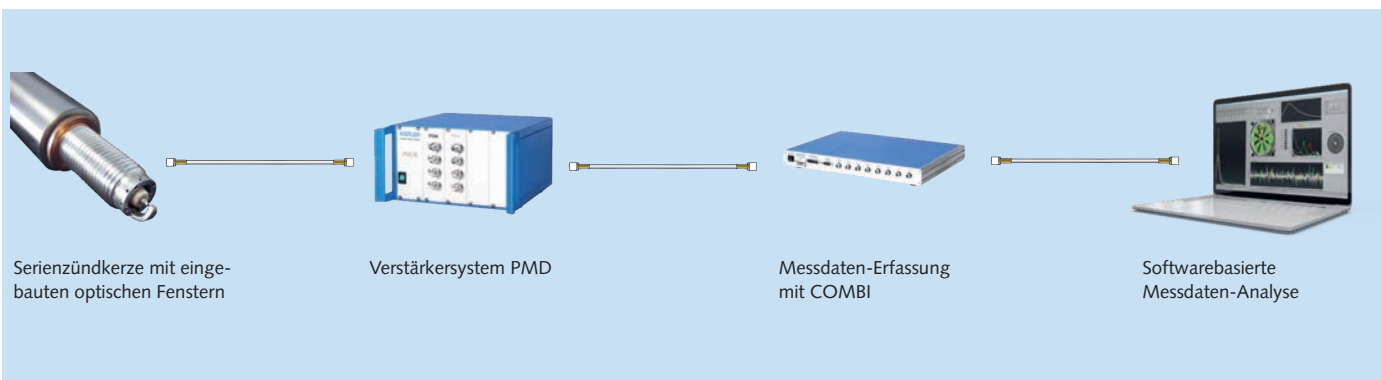 Serienzündkerze mit einge-
bauten optischen Fenstern
Verstärkersystem PMD
Messdaten-Erfassung
mit COMBI
Softwarebasierte
Messdaten-Analyse